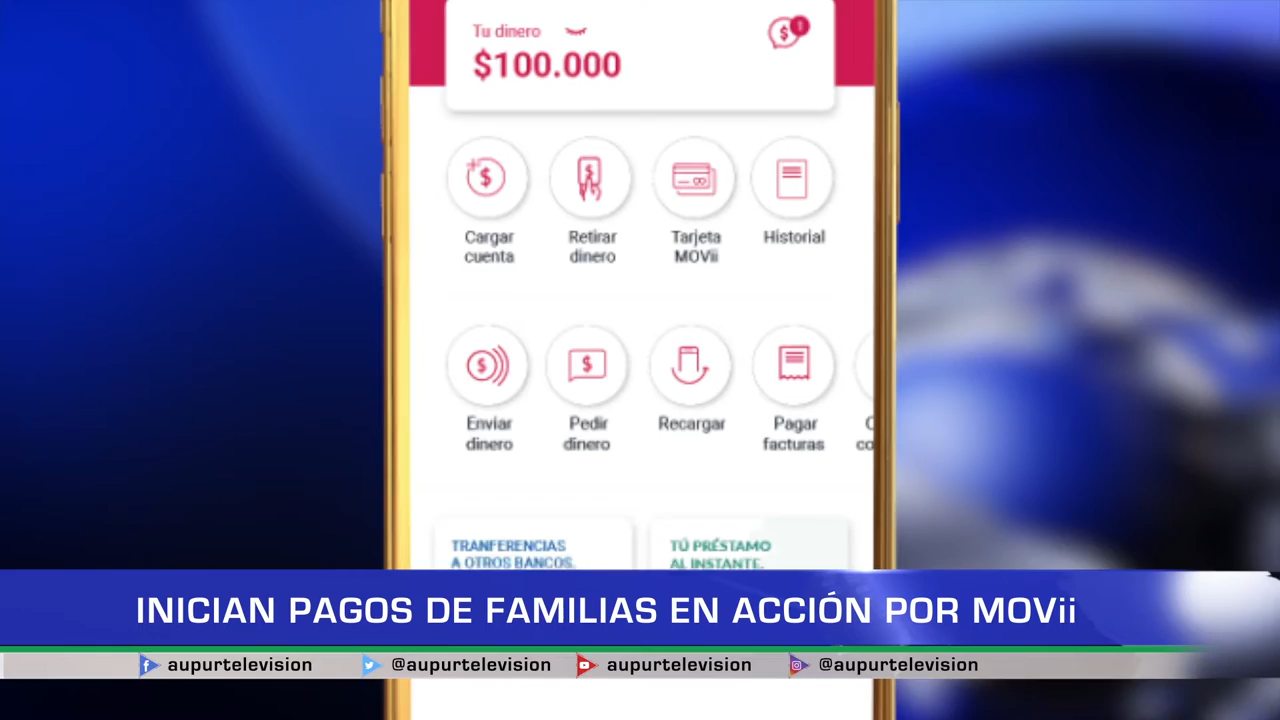 Tu dinero
$100.000
1
Cargar cuenta
Retirar dinero
Tarjeta MOVii
Historial
Enviar dinero
Pedir dinero
Recargar
Pagar facturas
TRANFERENCIAS
A OTROS BANCOS.
TÚ PRÉSTAMO
AL INSTANTE.
INICIAN PAGOS DE FAMILIAS EN ACCIÓN POR MOVii
aupurtelevision @aupurtelevision aupurtelevision @aupurtelevision